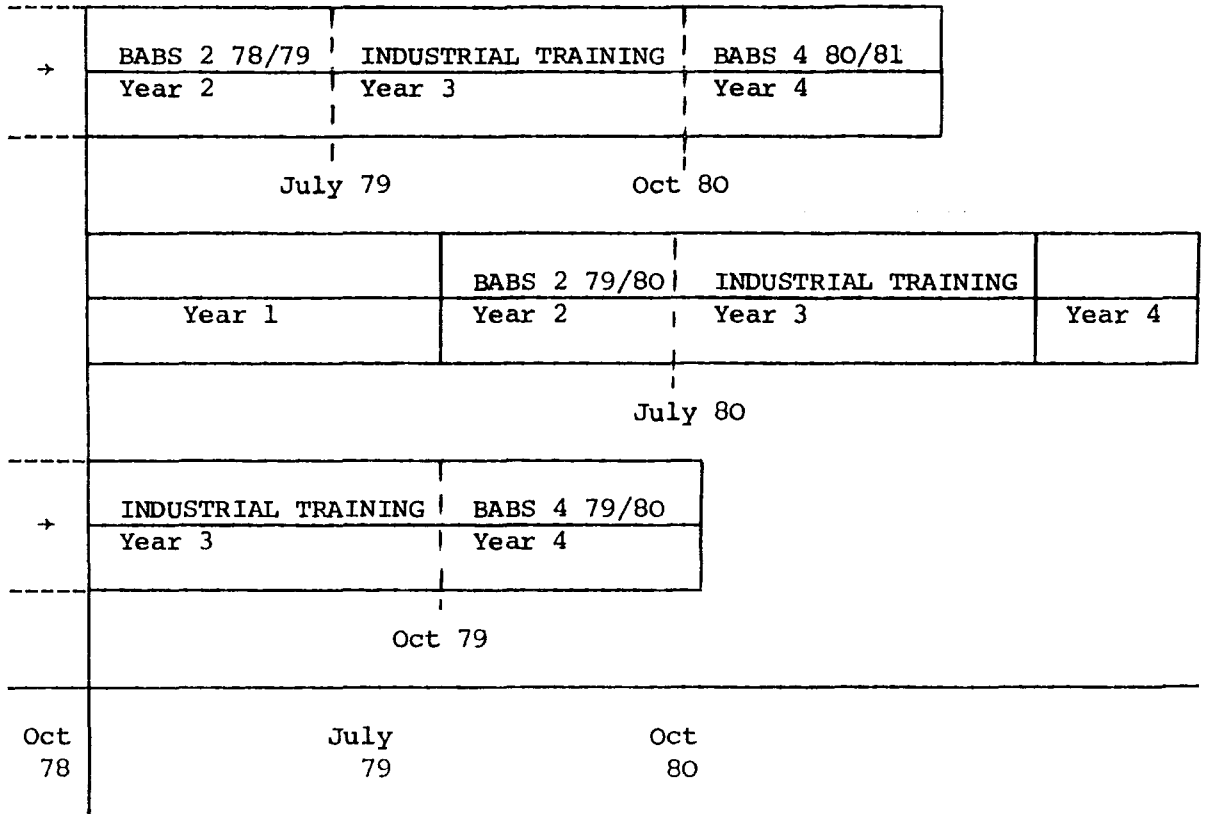 BABS 2 78/79 INDUSTRIAL TRAINING BABS 4 80/81
→ Year 2 Year 3 Year 4
July 79 Oct 80
BABS 2 79/80 INDUSTRIAL TRAINING
Year 1 Year 2 Year 3 Year 4
July 80
INDUSTRIAL TRAINING BABS 4 79/80
→ Year 3 Year 4
Oct 79
Oct July Oct
78 79 80